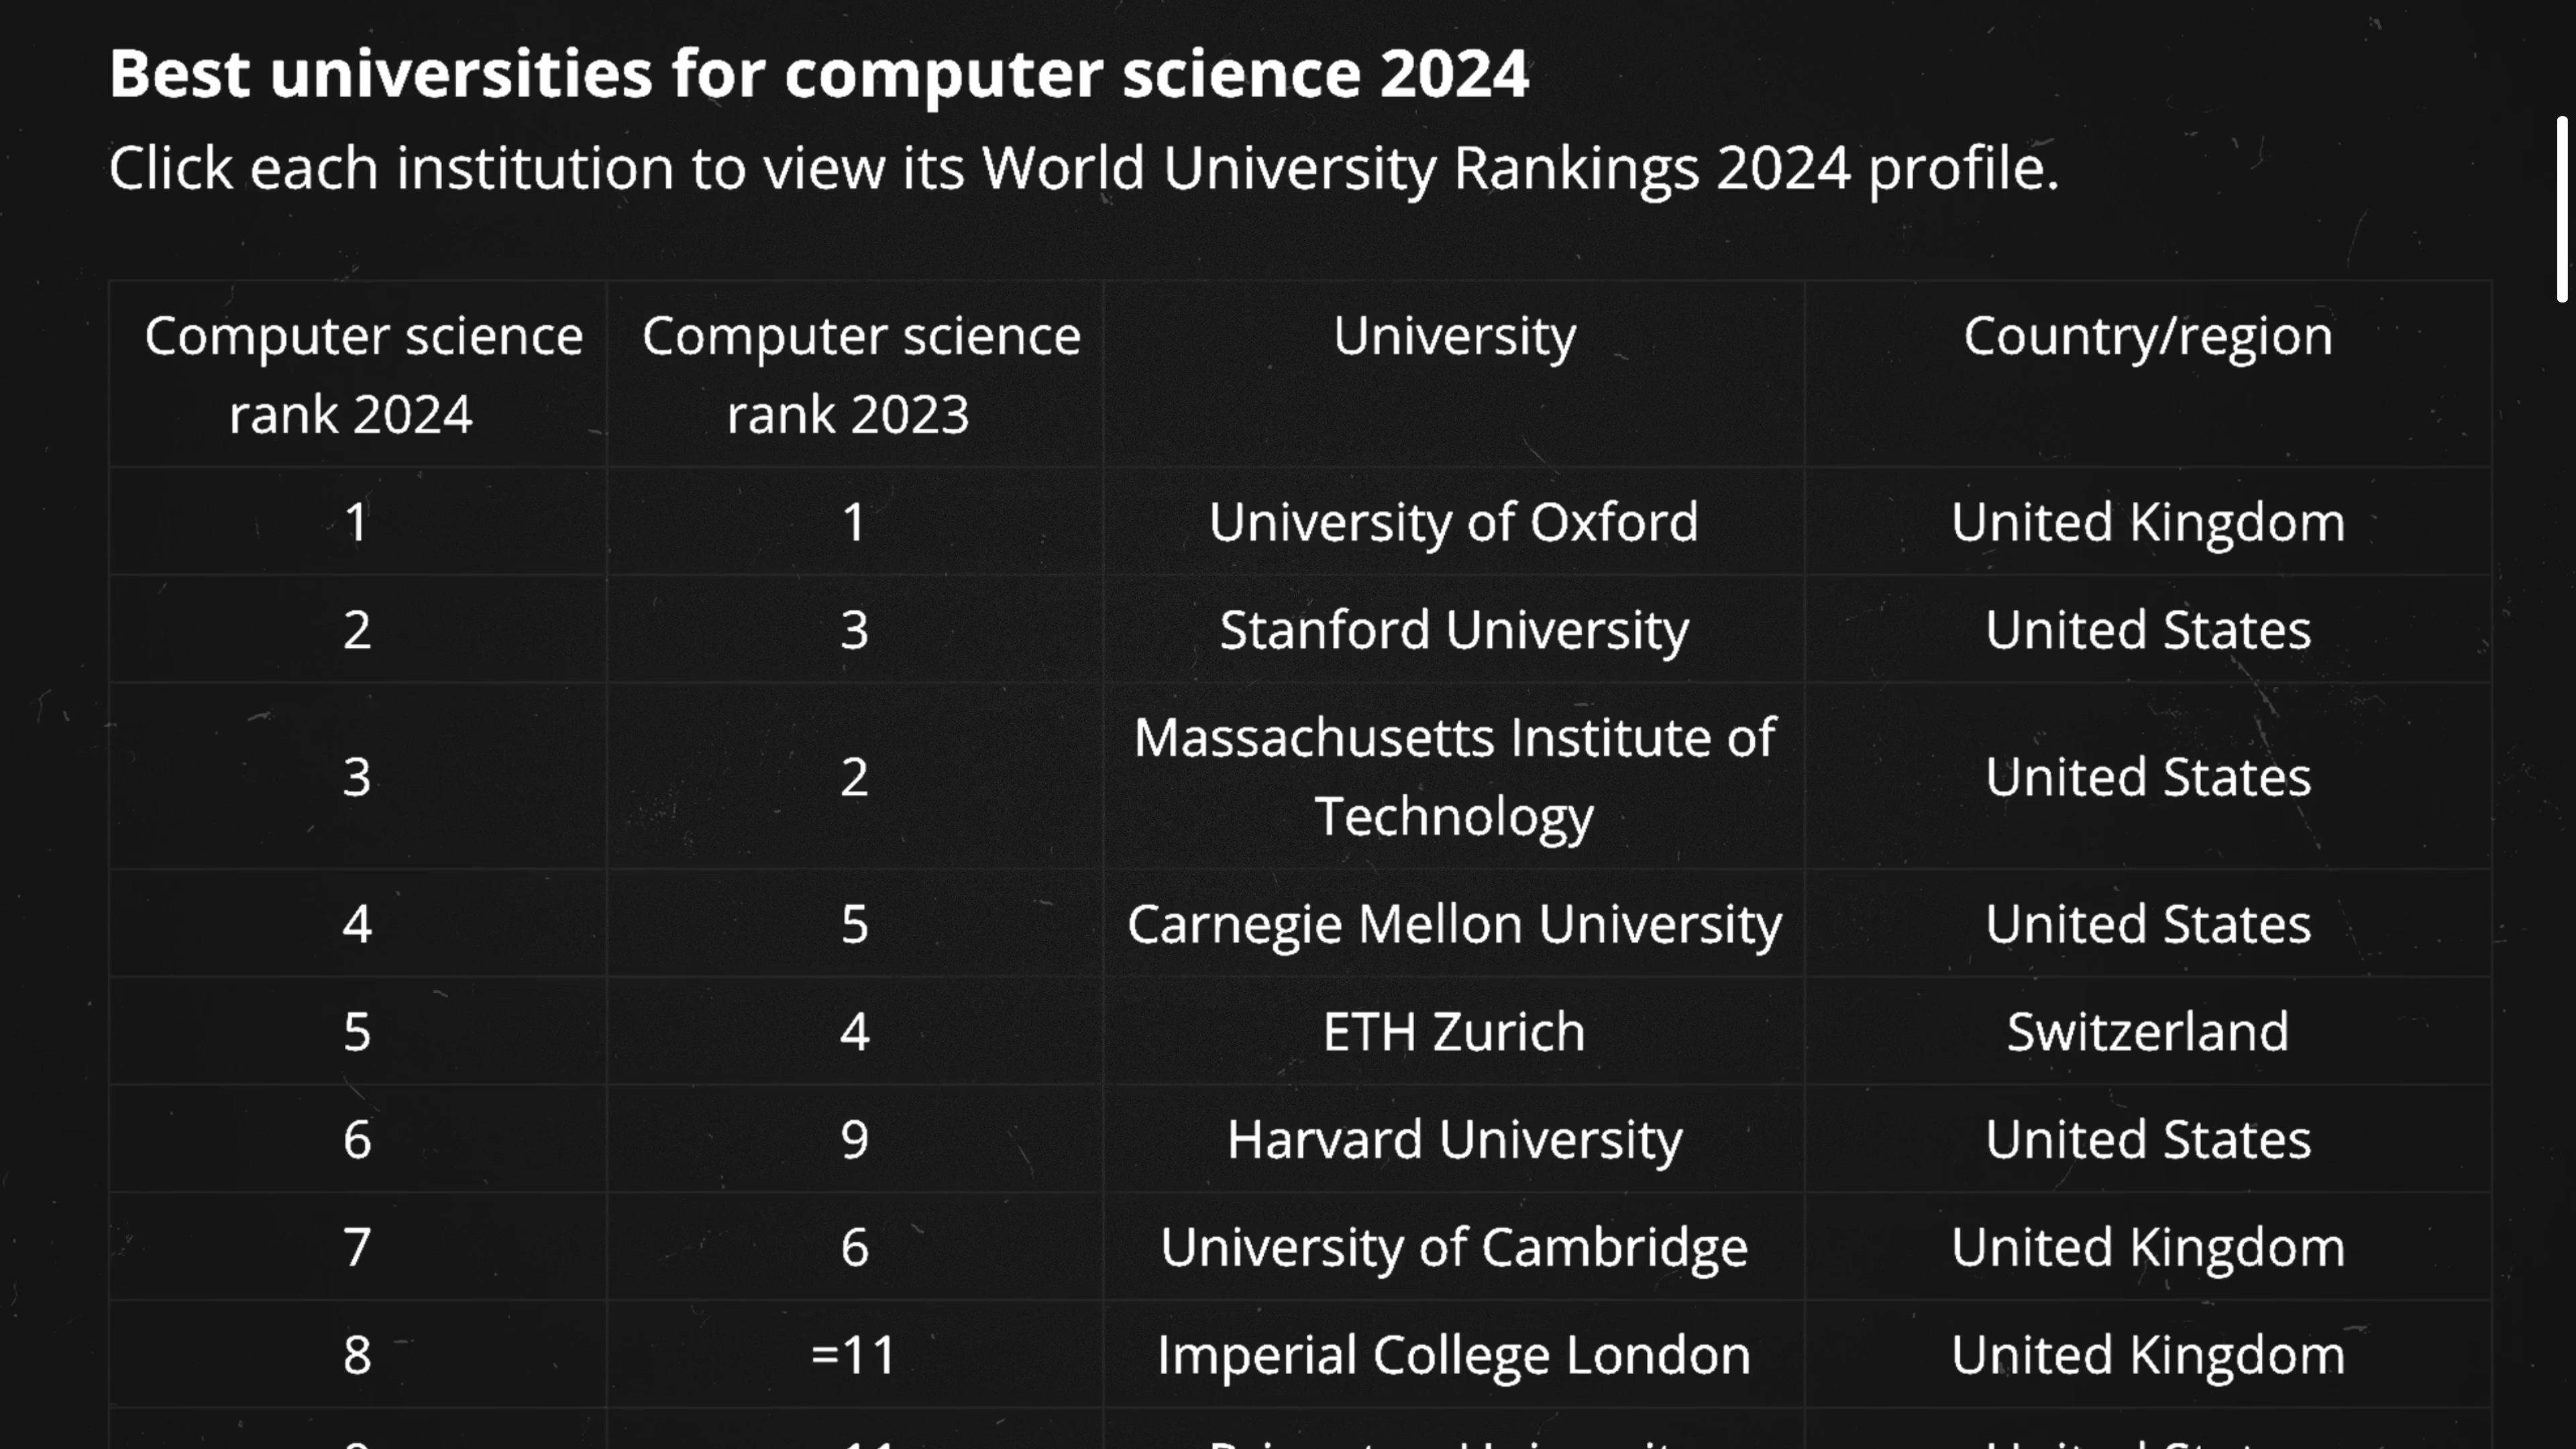 Best universities for computer science 2024
Click each institution to view its World University Rankings 2024 profile.
Computer science rank 2024 Computer science rank 2023 University Country/region
1 1 University of Oxford United Kingdom
2 3 Stanford University United States
3 2 Massachusetts Institute of Technology United States
4 5 Carnegie Mellon University United States
5 4 ETH Zurich Switzerland
6 9 Harvard University United States
7 6 University of Cambridge United Kingdom
8 =11 Imperial College London United Kingdom